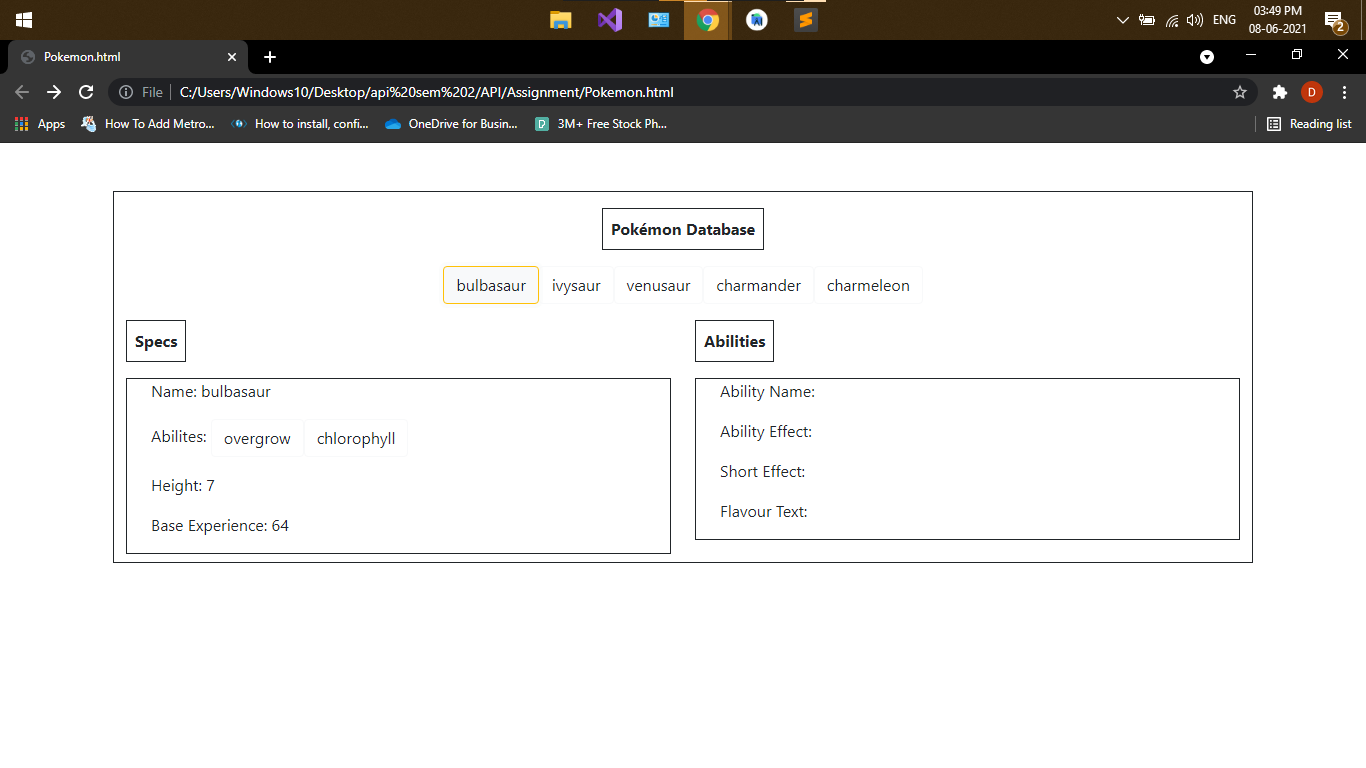 ENG
03:49 PM
08-06-2021
2
Pokemon.html
File
C:/Users/Windows10/Desktop/api%20sem%202/API/Assignment/Pokemon.html
D
Apps
How To Add Metro...
How to install, confi...
OneDrive for Busin...
3M+ Free Stock Ph...
Reading list
Pokémon Database
bulbasaur ivysaur venusaur charmander charmeleon
Specs
Name: bulbasaur
Abilites: overgrow chlorophyll
Height: 7
Base Experience: 64
Abilities
Ability Name:
Ability Effect:
Short Effect:
Flavour Text: